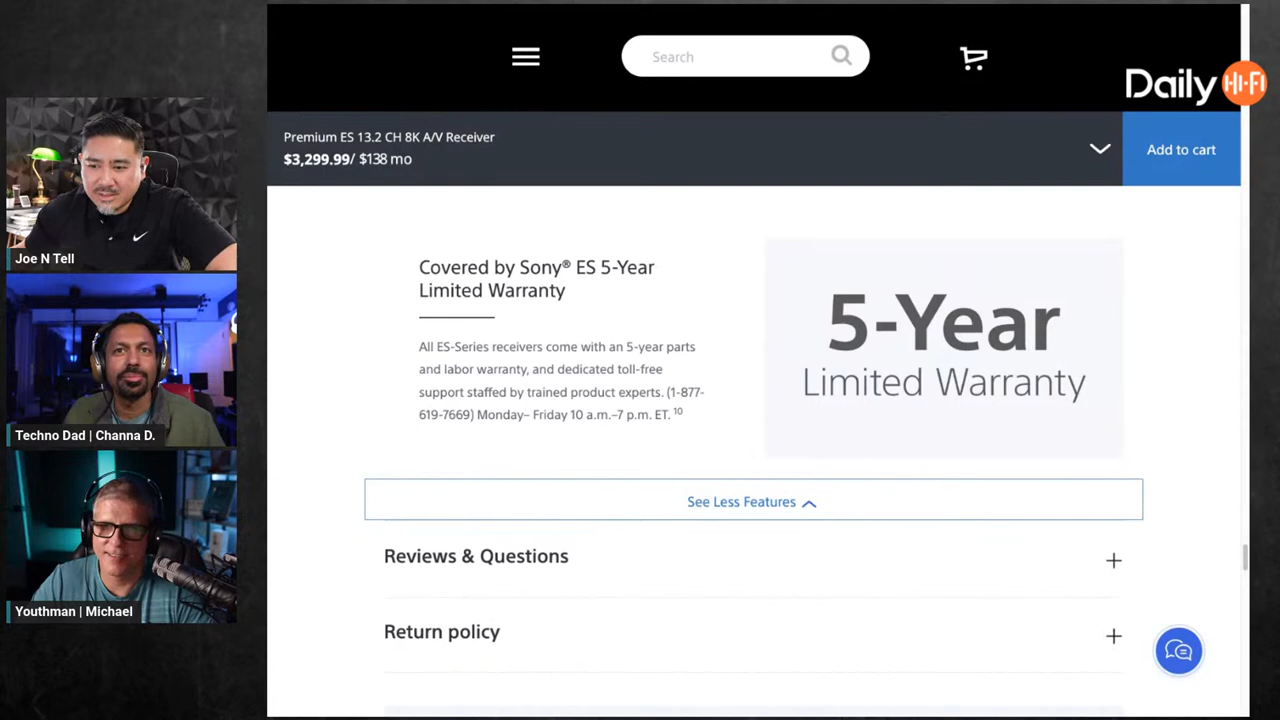 Search
Daily HI-FI
Premium ES 13.2 CH 8K A/V Receiver
$3,299.99/ $138 mo
Add to cart
Joe N Tell
Covered by Sony® ES 5-Year
Limited Warranty
All ES-Series receivers come with an 5-year parts
and labor warranty, and dedicated toll-free
support staffed by trained product experts. (1-877-
619-7669) Monday– Friday 10 a.m.–7 p.m. ET. 10
5-Year
Limited Warranty
Techno Dad | Channa D.
See Less Features
Reviews & Questions
Youthman | Michael
Return policy